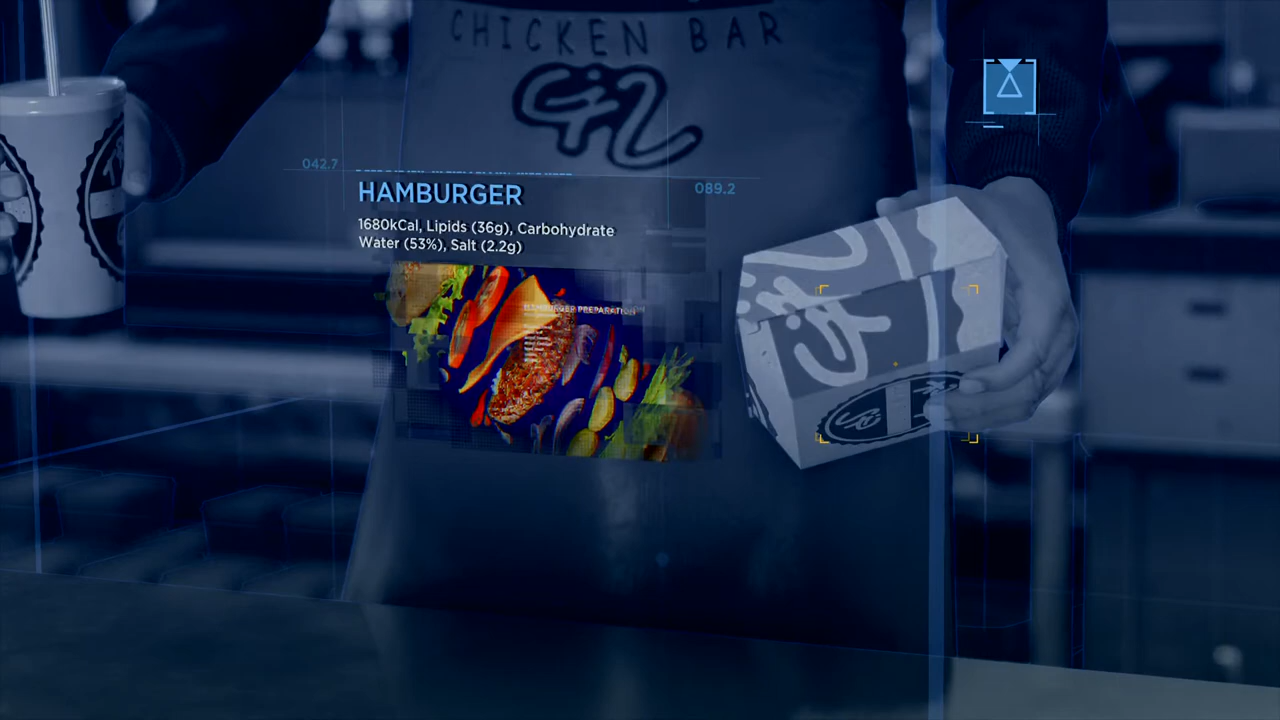 CHICKEN BAR
042.7
HAMBURGER
089.2
1680kCal, Lipids (36g), Carbohydrate
Water (53%), Salt (2.2g)
HAMBURGER PREPARATION